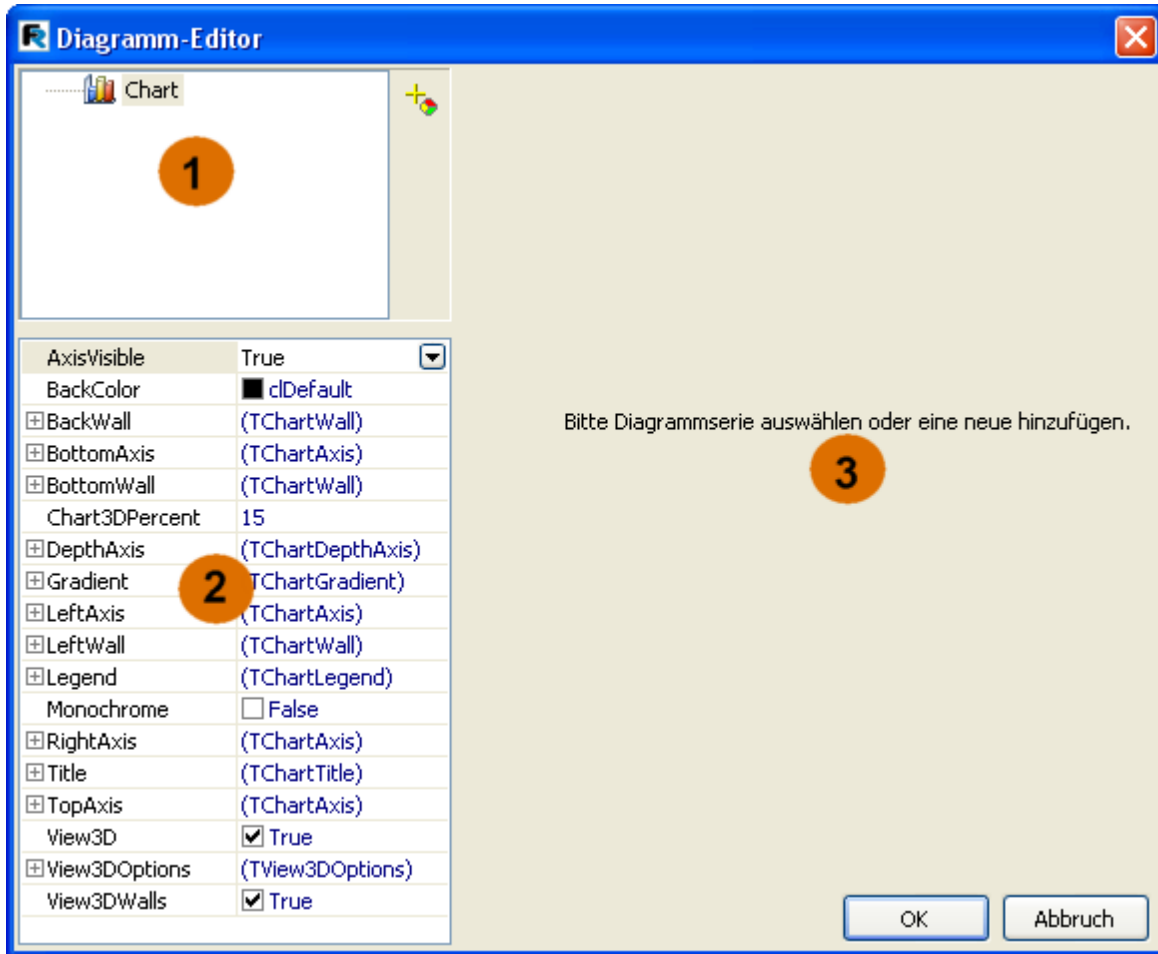 Diagramm-Editor
Chart
1
AxisVisible True
BackColor clDefault
BackWall (TChartWall)
BottomAxis (TChartAxis)
BottomWall (TChartWall)
Chart3DPercent 15
DepthAxis (TChartDepthAxis)
Gradient TChartGradient)
2
LeftAxis (TChartAxis)
LeftWall (TChartWall)
Legend (TChartLegend)
Monochrome False
RightAxis (TChartAxis)
Title (TChartTitle)
TopAxis (TChartAxis)
View3D True
View3DOptions (TView3DOptions)
View3DWalls True
Bitte Diagrammserie auswählen oder eine neue hinzufügen.
3
OK Abbruch